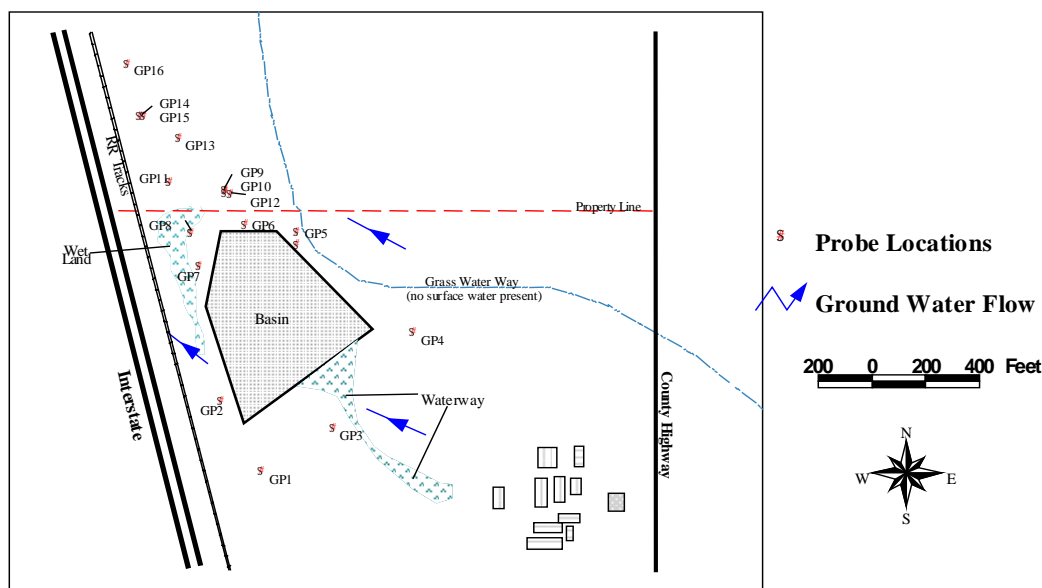 GP16
GP14
GP15
GP13
RR Tracks
GP11
GP9
GP10
GP12
Property Line
GP8
GP6
GP5
Wet
Land
GP7
Grass Water Way
(no surface water present)
Basin
GP4
Interstate
GP2
Waterway
GP3
County Highway
GP1
Probe Locations
Ground Water Flow
200 0 200 400 Feet
N
W E
S